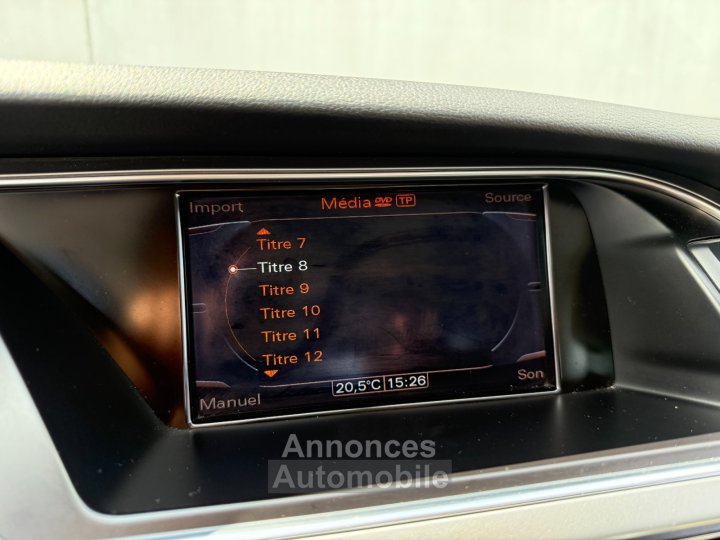 Import Média DVD TP Source
Titre 7
Titre 8
Titre 9
Titre 10
Titre 11
Titre 12
20,5°C 15:26
Manuel Son
Annonces
Automobile